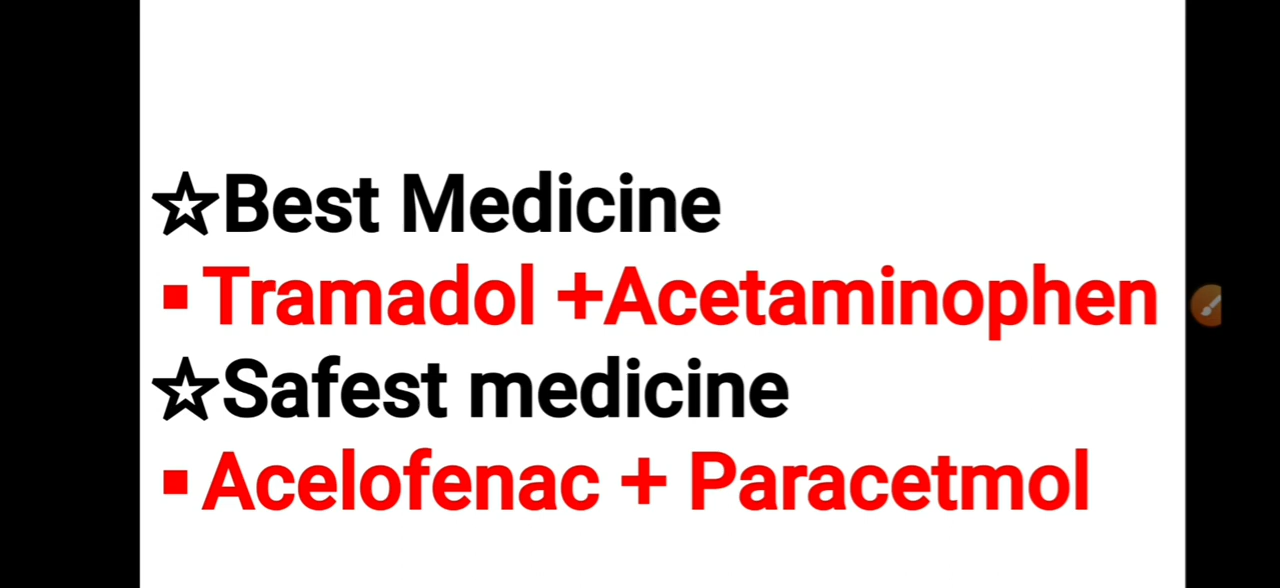 ☆Best Medicine
▪Tramadol +Acetaminophen
☆Safest medicine
▪Acelofenac + Paracetmol